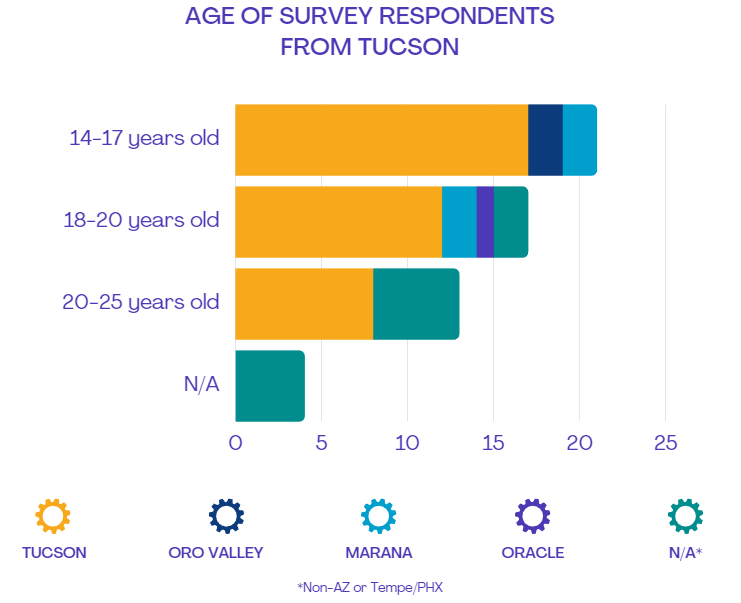 AGE OF SURVEY RESPONDENTS
FROM TUCSON
14-17 years old
18-20 years old
20-25 years old
N/A
0 5 10 15 20 25
TUCSON ORO VALLEY MARANA ORACLE N/A*
*Non-AZ or Tempe/PHX